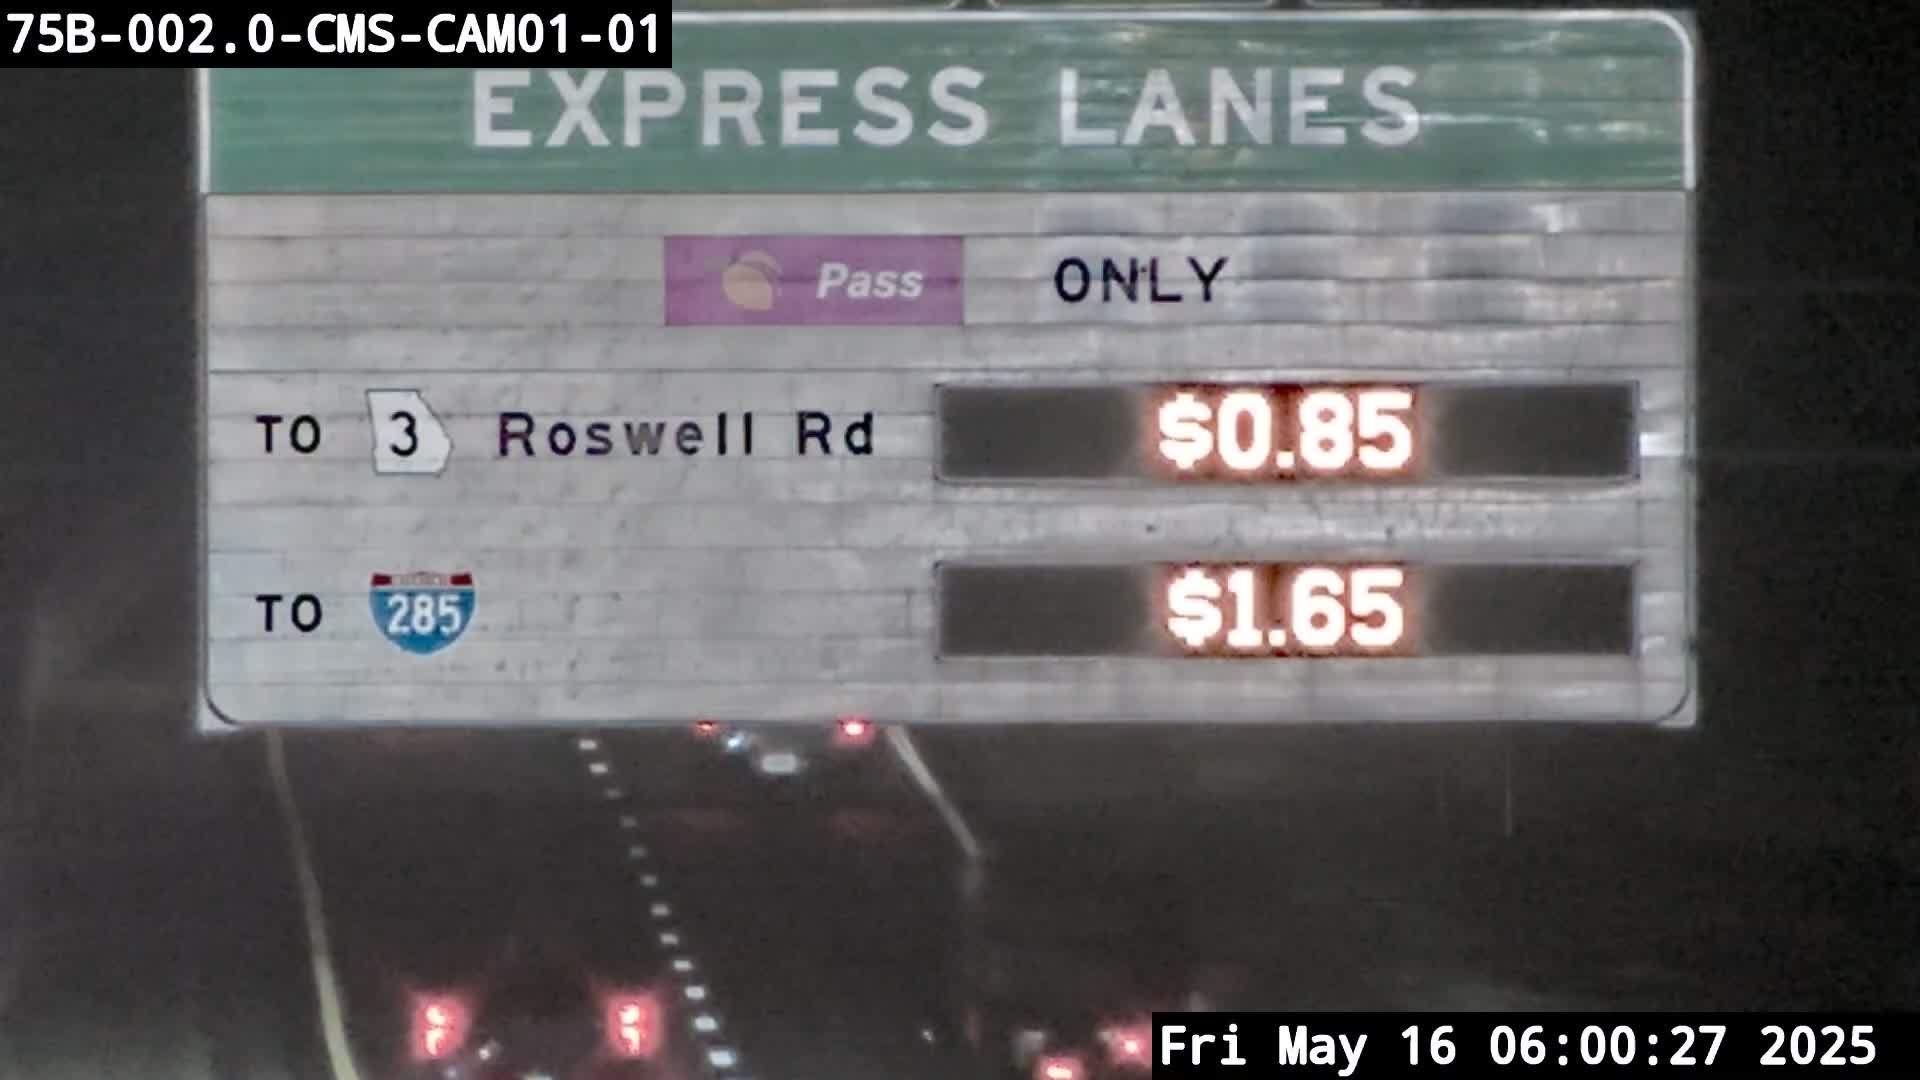 75B-002.0-CMS-CAM01-01
EXPRESS LANES
Pass ONLY
TO 3 Roswell Rd $0.85
TO 285 $1.65
Fri May 16 06:00:27 2025